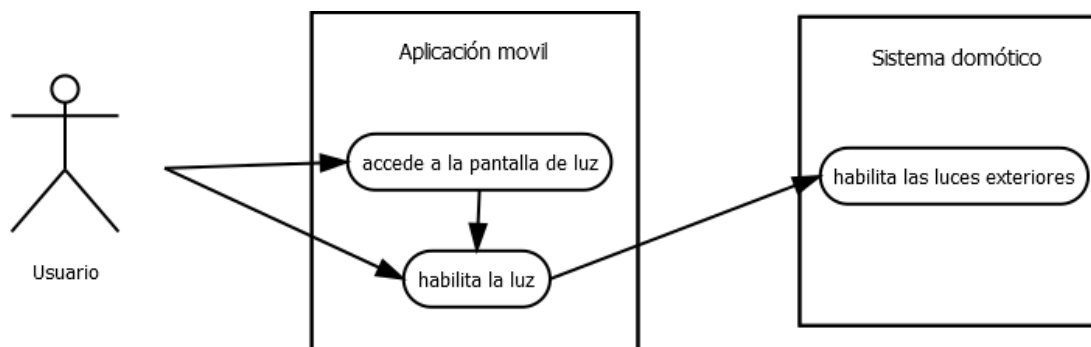 Aplicación movil
Sistema domótico
accede a la pantalla de luz
habilita las luces exteriores
Usuario
habilita la luz